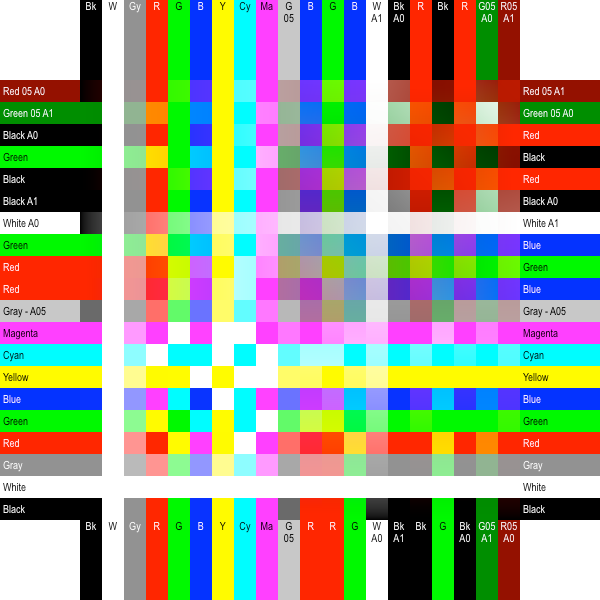 Bk W Gy R G B Y Cy Ma G B G B W Bk R Bk R G05 R05
05 A1 A0 A0 A1
Red 05 A0 Red 05 A1
Green 05 A1 Green 05 A0
Black A0 Red
Green Black
Black Red
Black A1 Black A0
White A0 White A1
Green Blue
Red Green
Red Blue
Gray - A05 Gray - A05
Magenta Magenta
Cyan Cyan
Yellow Yellow
Blue Blue
Green Green
Red Red
Gray Gray
White White
Black Black
Bk W Gy R G B Y Cy Ma G R R G W Bk Bk G Bk G05 R05
05 A0 A1 A0 A1 A0